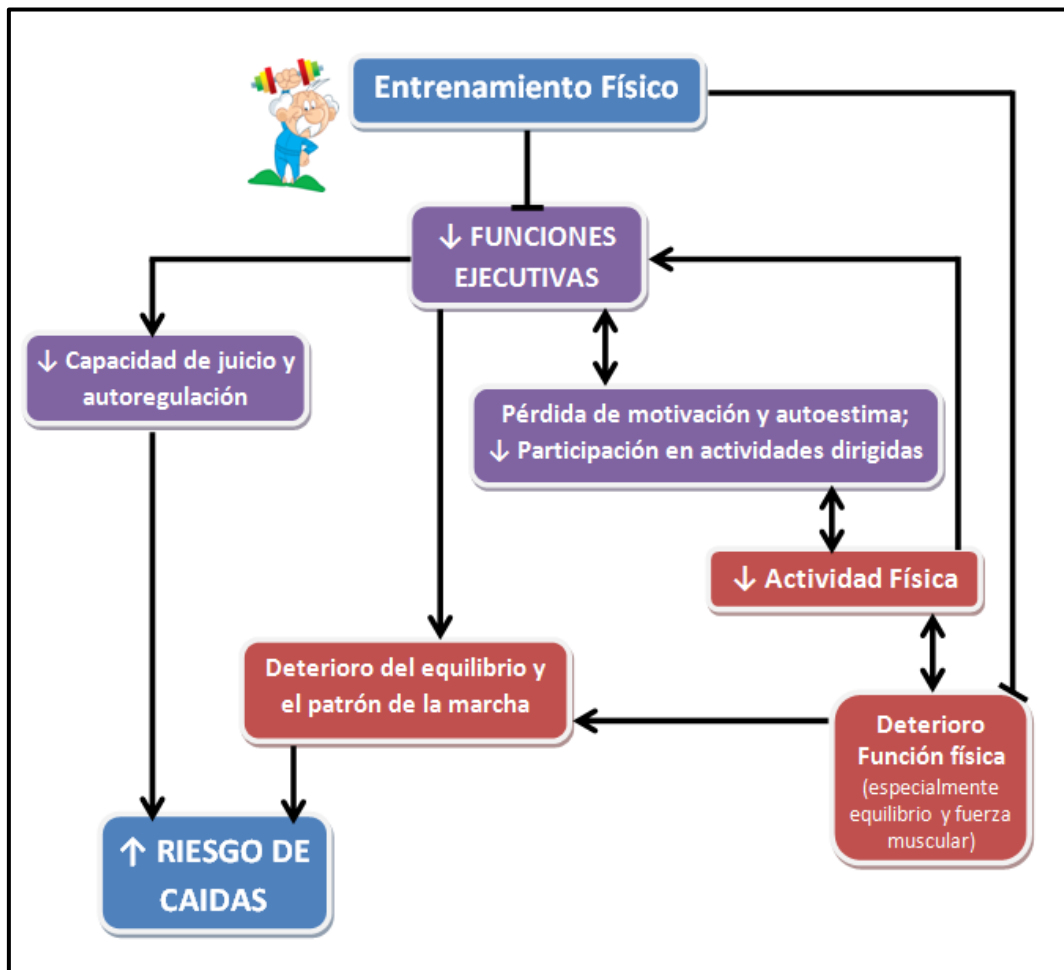 Entrenamiento Físico
↓ FUNCIONES
EJECUTIVAS
↓ Capacidad de juicio y
autoregulación
Pérdida de motivación y autoestima;
↓ Participación en actividades dirigidas
↓ Actividad Física
Deterioro del equilibrio y
el patrón de la marcha
Deterioro
Función física
(especialmente
equilibrio y fuerza
muscular)
↑ RIESGO DE
CAIDAS